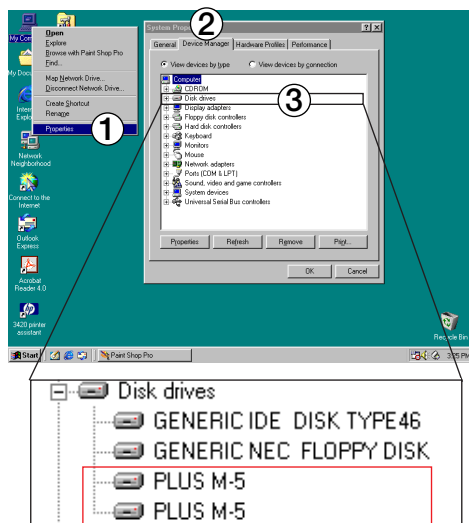 My Com
My Docu
Intern
Explo
Network
Neighborhood
Connect to the
Internet
Outlook
Express
Acrobat
Reader 4.0
3420 printer
assistant
Open
Explore
Browse with Paint Shop Pro
Find...
Map Network Drive...
Disconnect Network Drive...
Create Shortcut
Rename
Properties
1
System Prope
2
General
Device Manager
Hardware Profiles
Performance
View devices by type
View devices by connection
Computer
CDROM
Disk drives
3
Display adapters
Floppy disk controllers
Hard disk controllers
Keyboard
Monitors
Mouse
Network adapters
Ports (COM & LPT)
Sound, video and game controllers
System devices
Universal Serial Bus controllers
Properties
Refresh
Remove
Print...
OK
Cancel
Recycle Bin
Start
Paint Shop Pro
3:25 PM
Disk drives
GENERIC IDE DISK TYPE46
GENERIC NEC FLOPPY DISK
PLUS M-5
PLUS M-5